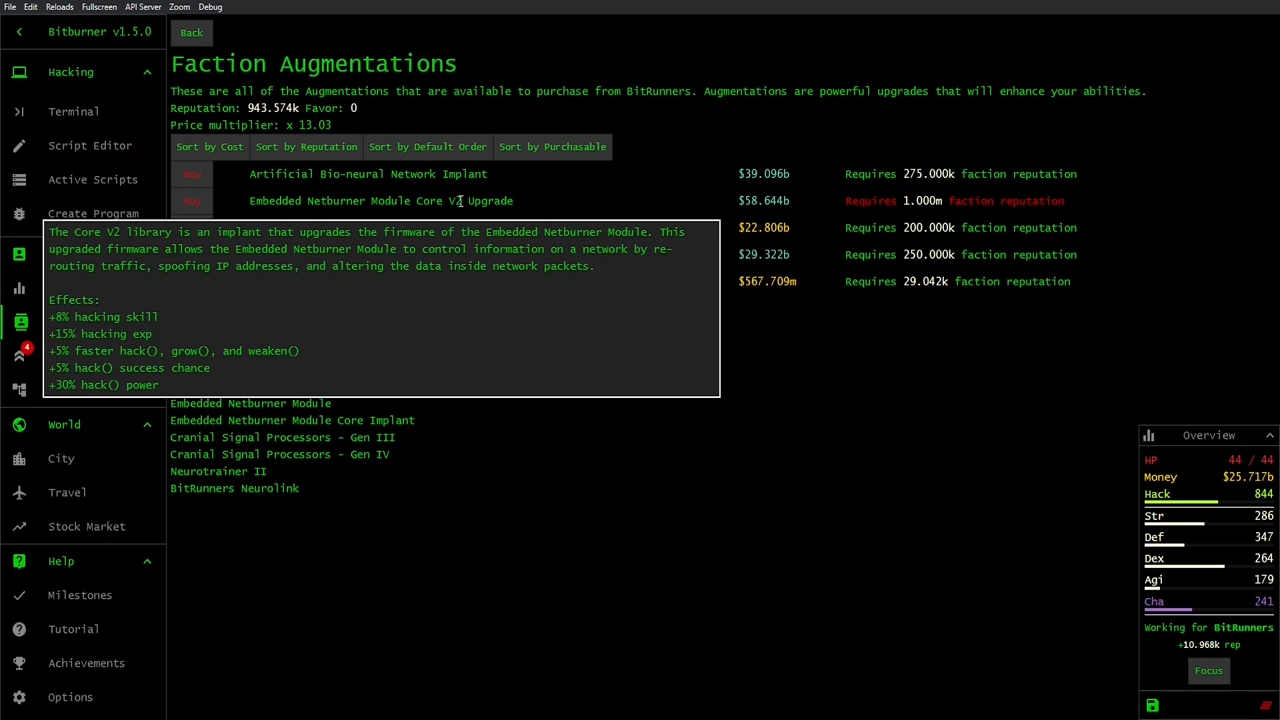 File Edit Reloads Fullscreen API Server Zoom Debug
Bitburner v1.5.0
Hacking
Terminal
Script Editor
Active Scripts
Create Program
4
World
City
Travel
Stock Market
Help
Milestones
Tutorial
Achievements
Options
Back
Faction Augmentations
These are all of the Augmentations that are available to purchase from BitRunners. Augmentations are powerful upgrades that will enhance your abilities.
Reputation: 943.574k Favor: 0
Price multiplier: x 13.03
Sort by Cost Sort by Reputation Sort by Default Order Sort by Purchasable
Buy Artificial Bio-neural Network Implant $39.096b Requires 275.000k faction reputation
Buy Embedded Netburner Module Core V2 Upgrade $58.644b Requires 1.000m faction reputation
$22.806b Requires 200.000k faction reputation
$29.322b Requires 250.000k faction reputation
$567.709m Requires 29.042k faction reputation
The Core V2 library is an implant that upgrades the firmware of the Embedded Netburner Module. This
upgraded firmware allows the Embedded Netburner Module to control information on a network by re-
routing traffic, spoofing IP addresses, and altering the data inside network packets.
Effects:
+8% hacking skill
+15% hacking exp
+5% faster hack(), grow(), and weaken()
+5% hack() success chance
+30% hack() power
Embedded Netburner Module
Embedded Netburner Module Core Implant
Cranial Signal Processors - Gen III
Cranial Signal Processors - Gen IV
Neurotrainer II
BitRunners Neurolink
Overview
HP 44 / 44
Money $25.717b
Hack 844
Str 286
Def 347
Dex 264
Agi 179
Cha 241
Working for BitRunners
+10.968k rep
Focus